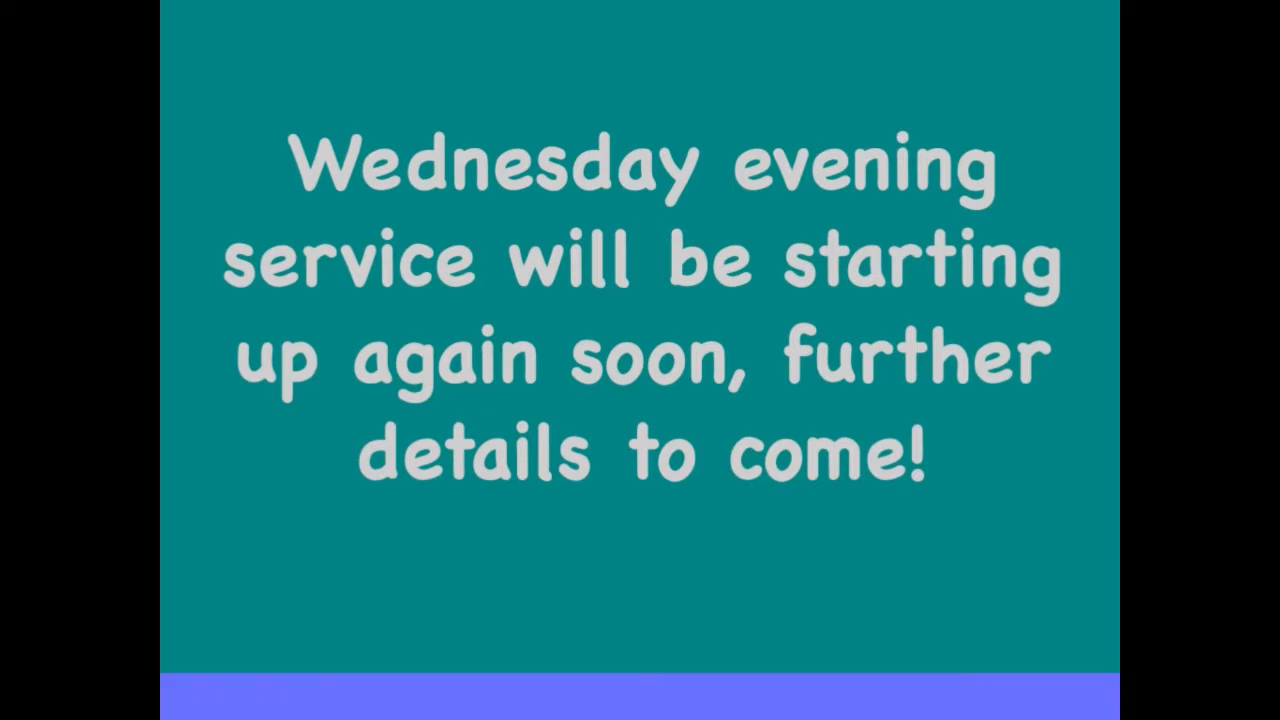 Wednesday evening
service will be starting
up again soon, further
details to come!